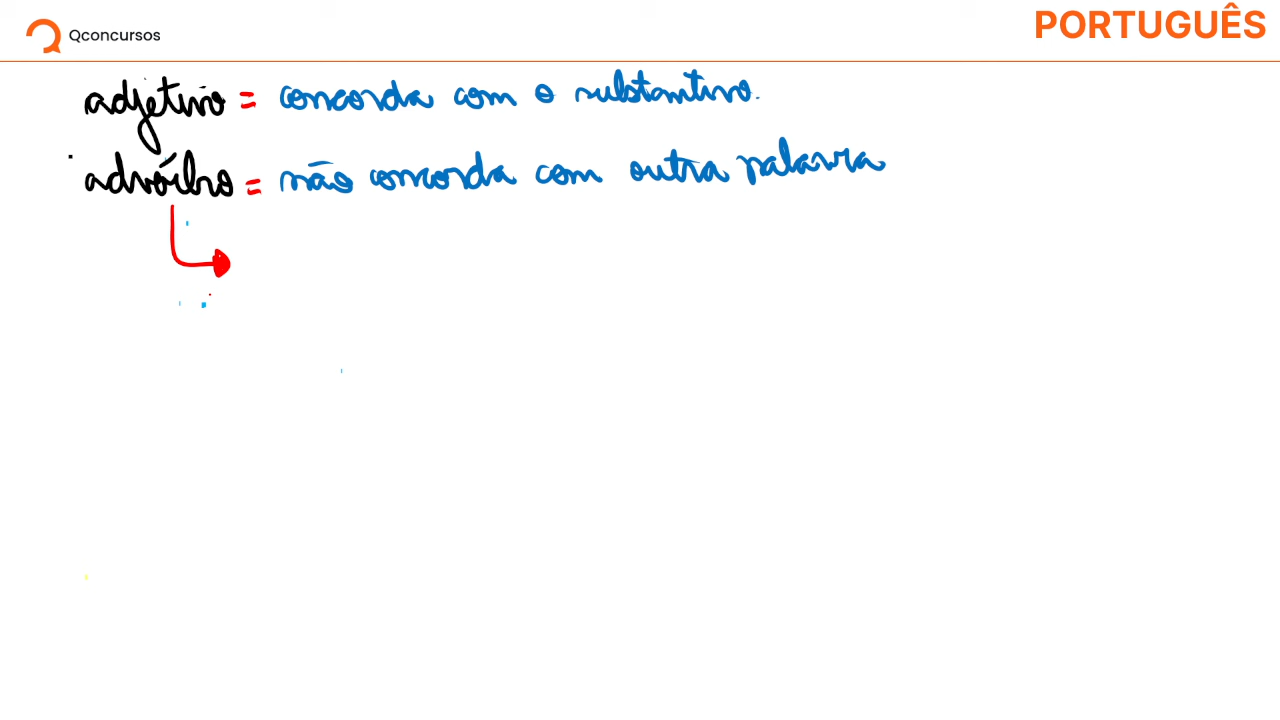 Qconcursos
PORTUGUÊS
adjetivo = concorda com o substantivo.
advérbio = não concorda com outra palavra